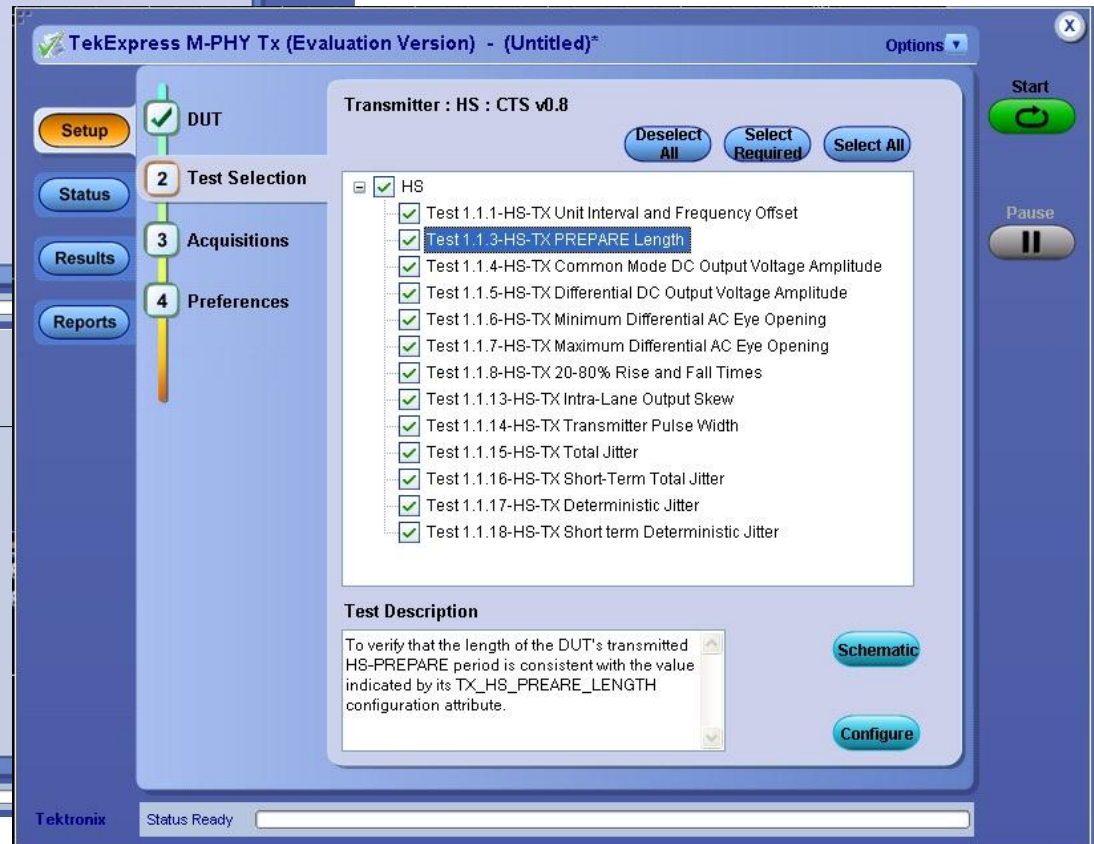 TekExpress M-PHY Tx (Evaluation Version) - (Untitled)*
Options
X
Setup
Status
Results
Reports
DUT
2 Test Selection
3 Acquisitions
4 Preferences
Transmitter : HS : CTS v0.8
Deselect All
Select Required
Select All
HS
Test 1.1.1-HS-TX Unit Interval and Frequency Offset
Test 1.1.3-HS-TX PREPARE Length
Test 1.1.4-HS-TX Common Mode DC Output Voltage Amplitude
Test 1.1.5-HS-TX Differential DC Output Voltage Amplitude
Test 1.1.6-HS-TX Minimum Differential AC Eye Opening
Test 1.1.7-HS-TX Maximum Differential AC Eye Opening
Test 1.1.8-HS-TX 20-80% Rise and Fall Times
Test 1.1.13-HS-TX Intra-Lane Output Skew
Test 1.1.14-HS-TX Transmitter Pulse Width
Test 1.1.15-HS-TX Total Jitter
Test 1.1.16-HS-TX Short-Term Total Jitter
Test 1.1.17-HS-TX Deterministic Jitter
Test 1.1.18-HS-TX Short term Deterministic Jitter
Test Description
To verify that the length of the DUT's transmitted
HS-PREPARE period is consistent with the value
indicated by its TX_HS_PREARE_LENGTH
configuration attribute.
Schematic
Configure
Start
Pause
Tektronix
Status Ready